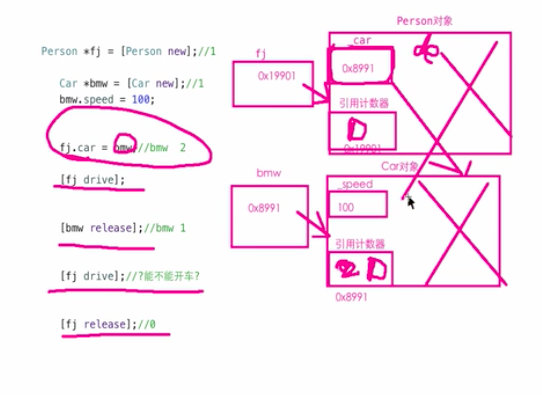 Person *fj = [Person new];//1
Car *bmw = [Car new];//1
bmw.speed = 100;
fj.car = bmw//bmw 2
[fj drive];
[bmw release];//bmw 1
[fj drive];//?能不能开车?
[fj release];//0
Person对象
fj
_car
0x19901
0x8991
引用计数器
0
0x19901
Car对象
bmw
_speed
0x8991
100
引用计数器
0
0x8991